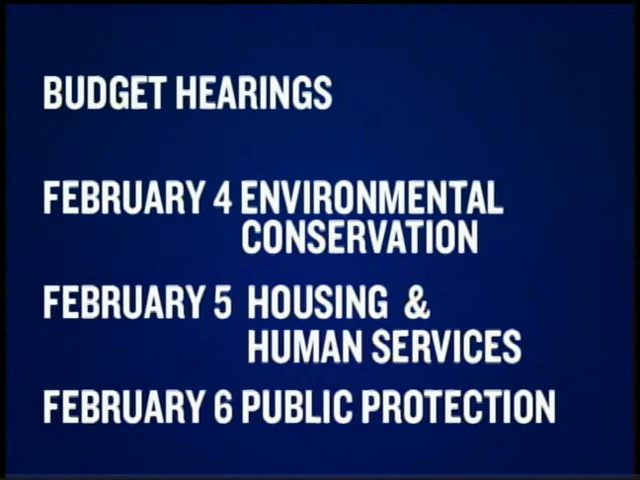 BUDGET HEARINGS
FEBRUARY 4 ENVIRONMENTAL
CONSERVATION
FEBRUARY 5 HOUSING &
HUMAN SERVICES
FEBRUARY 6 PUBLIC PROTECTION